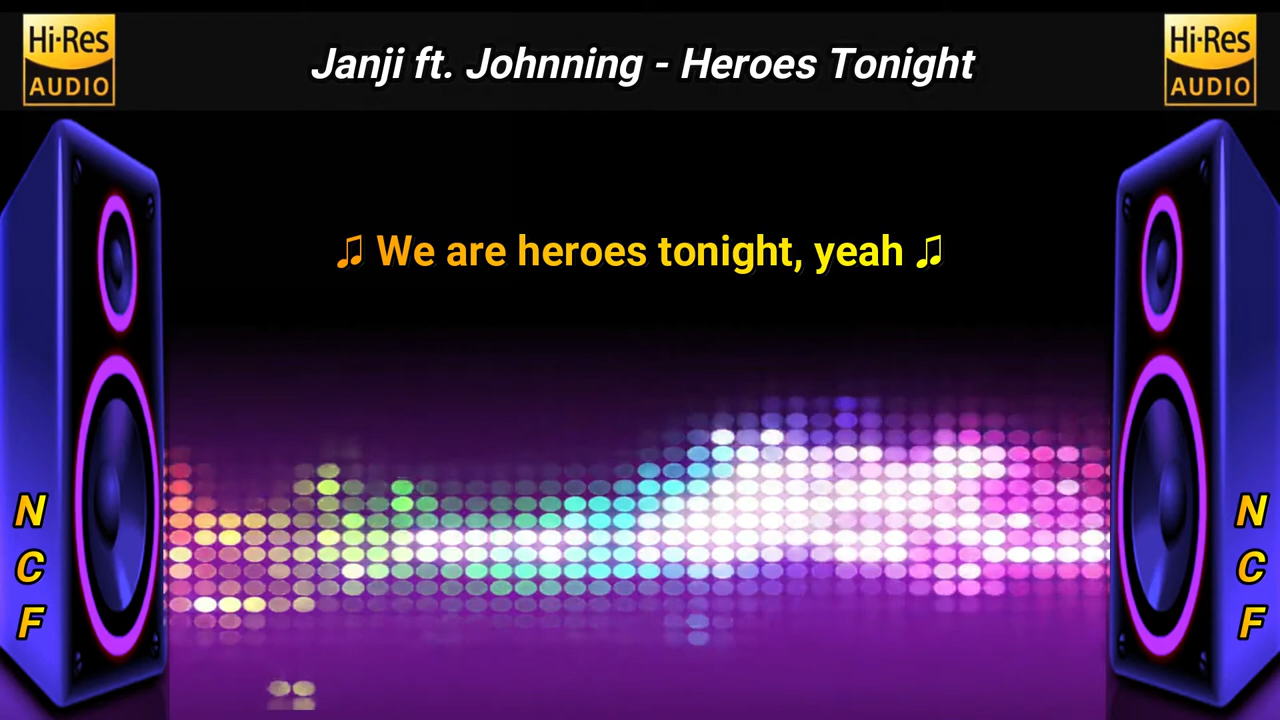 Hi-Res
AUDIO
Janji ft. Johnning - Heroes Tonight
Hi-Res
AUDIO
♫ We are heroes tonight, yeah ♫
N
C
F
N
C
F